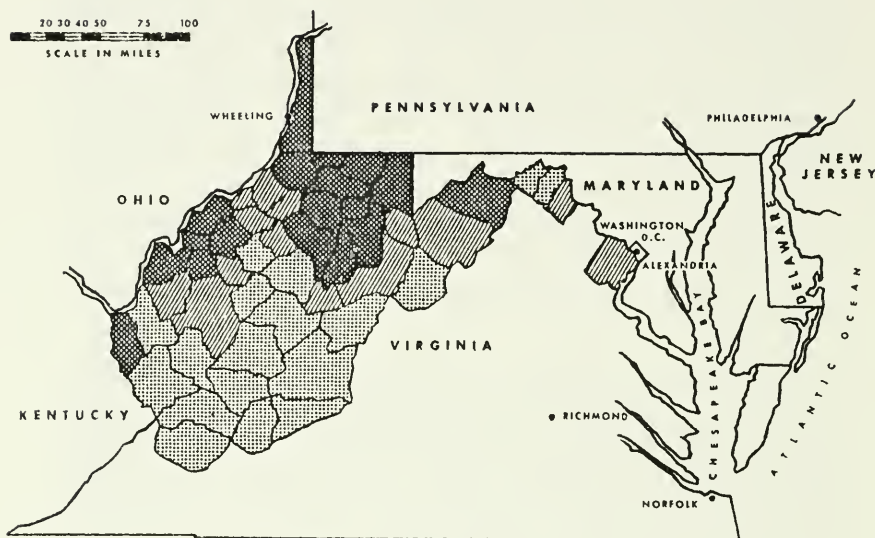 20 30 40 50 75 100
SCALE IN MILES
PENNSYLVANIA
WHEELING
PHILADELPHIA
NEW
JERSEY
OHIO
MARYLAND
WASHINGTON
D.C.
ALEXANDRIA
DELAWARE
VIRGINIA
CHESAPEAKE BAY
ATLANTIC OCEAN
KENTUCKY
RICHMOND
NORFOLK